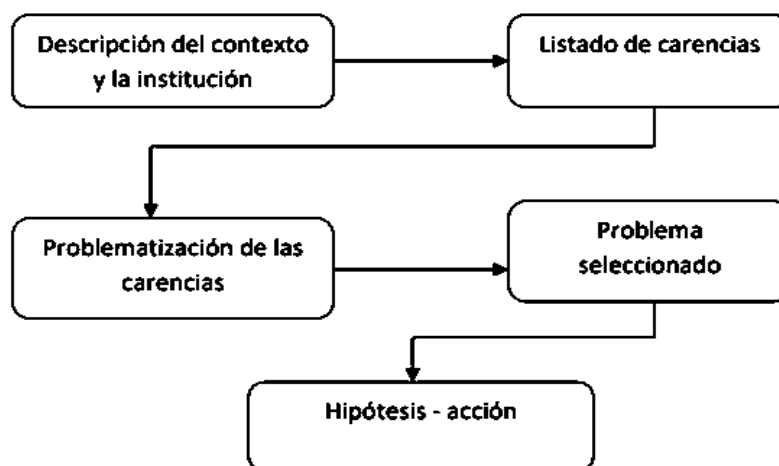 Descripción del contexto
y la institución
Listado de carencias
Problematización de las
carencias
Problema
seleccionado
Hipótesis - acción